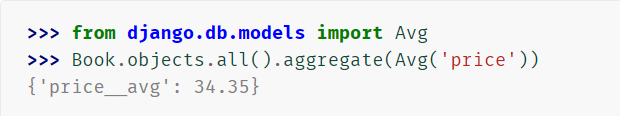 >>> from django.db.models import Avg
>>> Book.objects.all().aggregate(Avg('price'))
{'price__avg': 34.35}